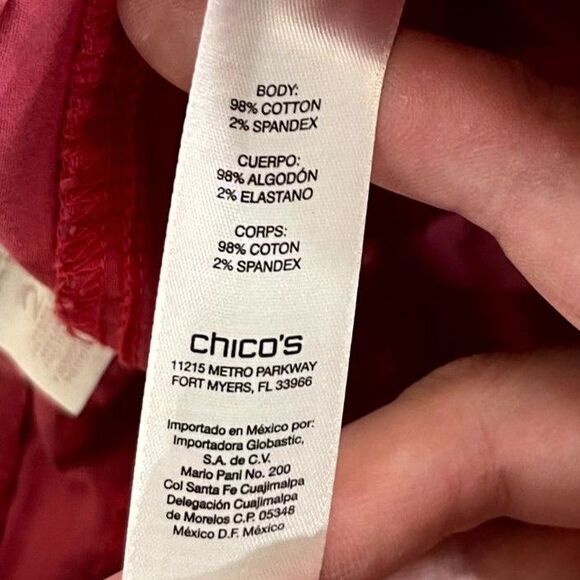 BODY:
98% COTTON
2% SPANDEX
CUERPO:
98% ALGODÓN
2% ELASTANO
CORPS:
98% COTON
2% SPANDEX
chico's
11215 METRO PARKWAY
FORT MYERS, FL 33966
Importado en México por:
Importadora Globastic,
S.A. de C.V.
Mario Pani No. 200
Col Santa Fe Cuajimalpa
Delegación Cuajimalpa
de Morelos C.P. 05348
México D.F. México